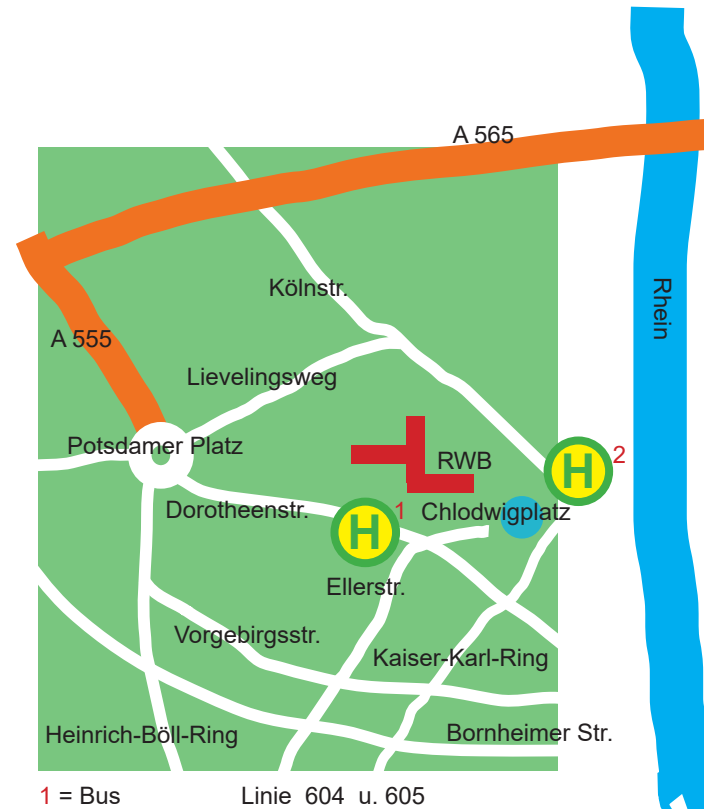 A 565
Rhein
Kölnstr.
A 555
Lievelingsweg
Potsdamer Platz
RWB
H 2
Dorotheenstr.
H 1
Chlodwigplatz
Ellerstr.
Vorgebirgsstr.
Kaiser-Karl-Ring
Heinrich-Böll-Ring
Bornheimer Str.
1 = Bus Linie 604 u. 605